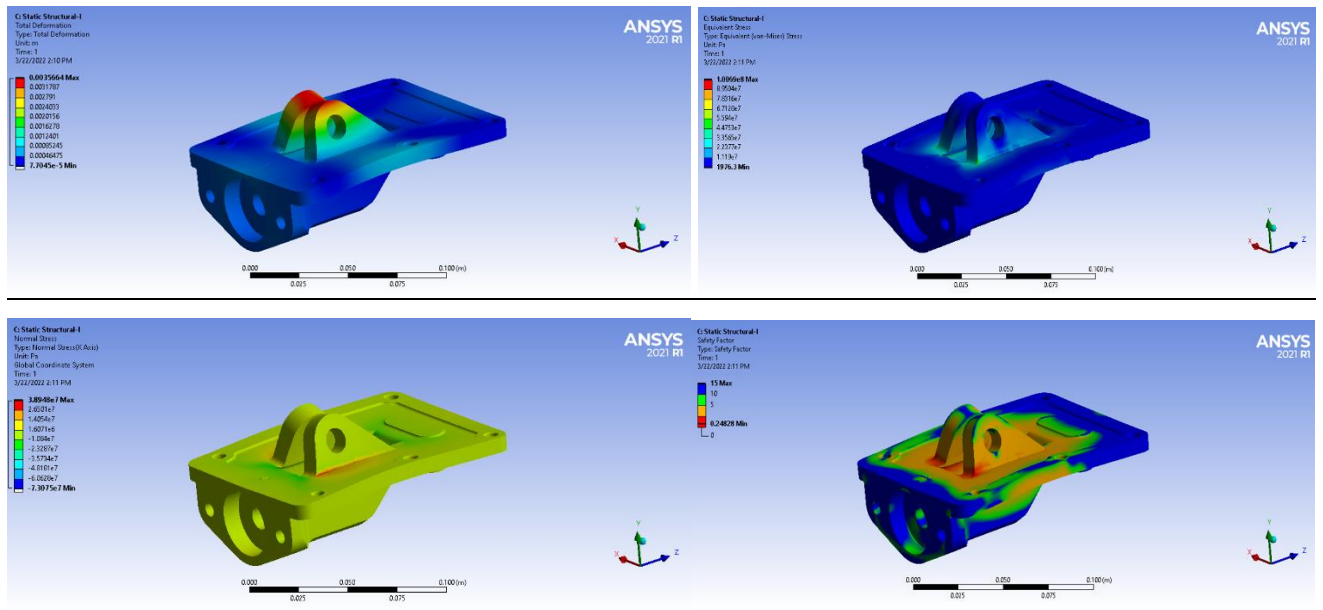 C: Static Structural-I
Total Deformation
Type: Total Deformation
Unit: m
Time: 1
3/22/2022 2:10 PM
0.0035664 Max
0.0031787
0.002791
0.0024033
0.0020156
0.0016278
0.0012401
0.00085245
0.00046475
7.7045e-5 Min
ANSYS
2021 R1
Y
X
Z
0.000
0.050
0.100 (m)
0.025
0.075
C: Static Structural-I
Equivalent Stress
Type: Equivalent (von-Mises) Stress
Unit: Pa
Time: 1
3/22/2022 2:11 PM
1.0069e8 Max
8.9504e7
7.8316e7
6.7128e7
5.594e7
4.4753e7
3.3565e7
2.2377e7
1.119e7
1976.3 Min
ANSYS
2021 R1
Y
X
Z
0.000
0.050
0.100 (m)
0.025
0.075
C: Static Structural-I
Normal Stress
Type: Normal Stress(X Axis)
Unit: Pa
Global Coordinate System
Time: 1
3/22/2022 2:11 PM
3.8948e7 Max
2.6501e7
1.4054e7
1.6071e6
-1.084e7
-2.3287e7
-3.5734e7
-4.8181e7
-6.0628e7
-7.3075e7 Min
ANSYS
2021 R1
Y
X
Z
0.000
0.050
0.100 (m)
0.025
0.075
C: Static Structural-I
Safety Factor
Type: Safety Factor
Time: 1
3/22/2022 2:11 PM
15 Max
10
5
0.24828 Min
0
ANSYS
2021 R1
Y
X
Z
0.000
0.050
0.100 (m)
0.025
0.075